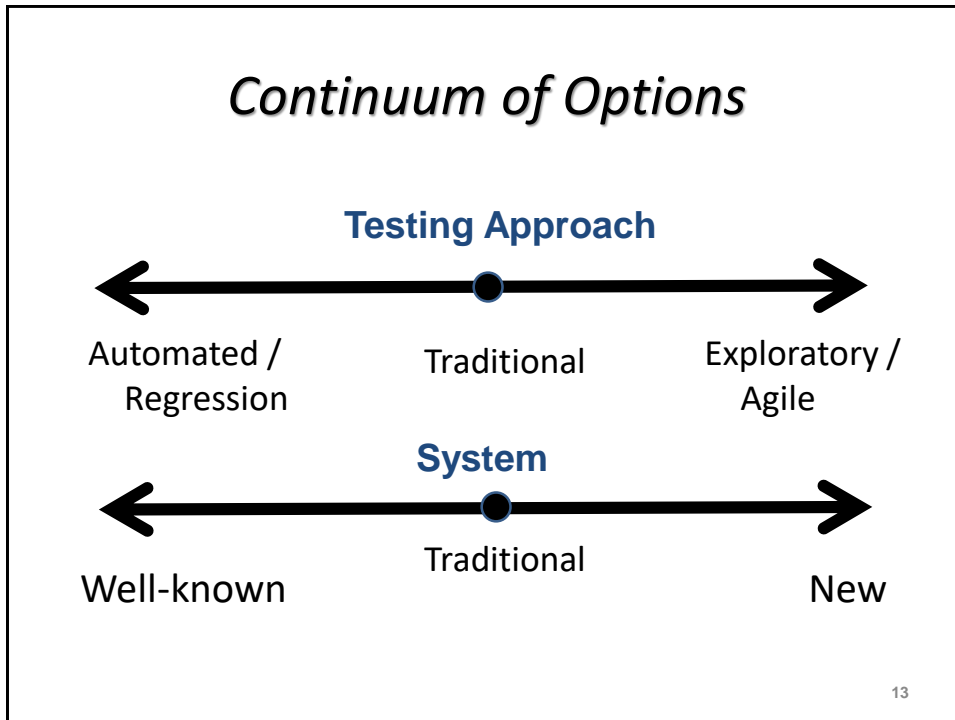 Continuum of Options
Testing Approach
Automated /
Regression
Traditional
Exploratory /
Agile
System
Traditional
Well-known
New
13